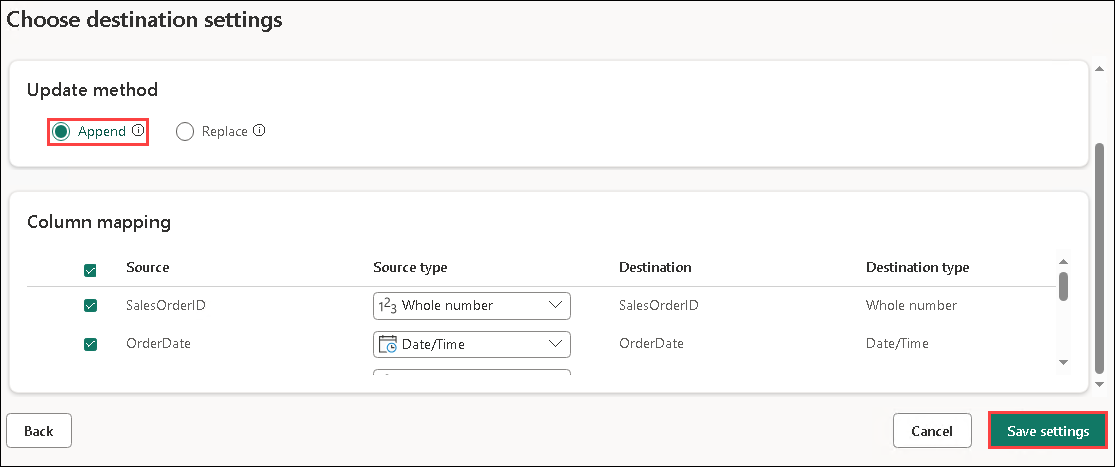 Choose destination settings
Update method
Append Replace
Column mapping
Source Source type Destination Destination type
SalesOrderID 123 Whole number SalesOrderID Whole number
OrderDate Date/Time OrderDate Date/Time
Back Cancel Save settings